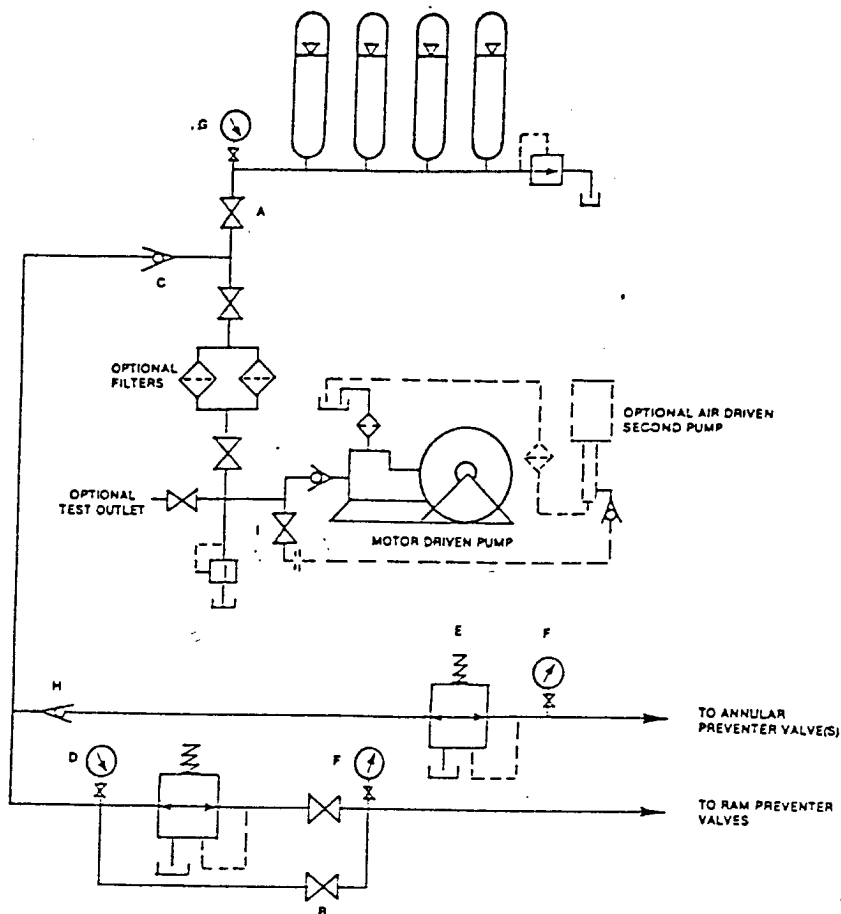 G
A
C
OPTIONAL
FILTERS
OPTIONAL AIR DRIVEN
SECOND PUMP
OPTIONAL
TEST OUTLET
I
MOTOR DRIVEN PUMP
E
F
H
TO ANNULAR
PREVENTER VALVE(S)
D
F
TO RAM PREVENTER
VALVES